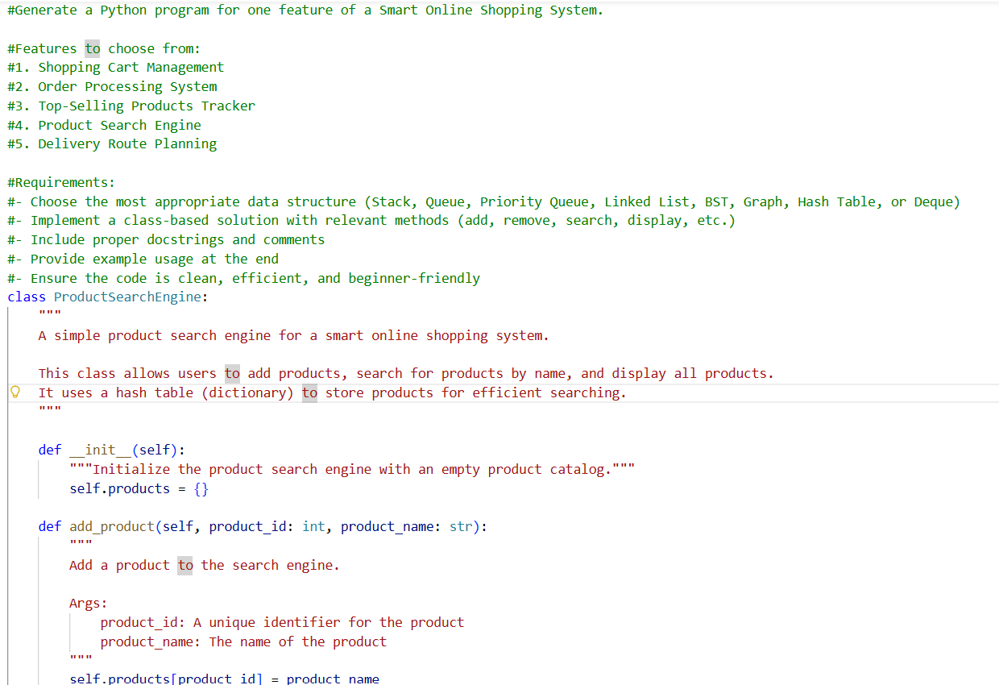 #Generate a Python program for one feature of a Smart Online Shopping System.
#Features to choose from:
#1. Shopping Cart Management
#2. Order Processing System
#3. Top-Selling Products Tracker
#4. Product Search Engine
#5. Delivery Route Planning
#Requirements:
#- Choose the most appropriate data structure (Stack, Queue, Priority Queue, Linked List, BST, Graph, Hash Table, or Deque)
#- Implement a class-based solution with relevant methods (add, remove, search, display, etc.)
#- Include proper docstrings and comments
#- Provide example usage at the end
#- Ensure the code is clean, efficient, and beginner-friendly
class ProductSearchEngine:
    """
    A simple product search engine for a smart online shopping system.
    This class allows users to add products, search for products by name, and display all products.
    It uses a hash table (dictionary) to store products for efficient searching.
    """
    def __init__(self):
        """Initialize the product search engine with an empty product catalog."""
        self.products = {}
    def add_product(self, product_id: int, product_name: str):
        """
        Add a product to the search engine.
        Args:
            product_id: A unique identifier for the product
            product_name: The name of the product
        """
        self.products[product_id] = product_name